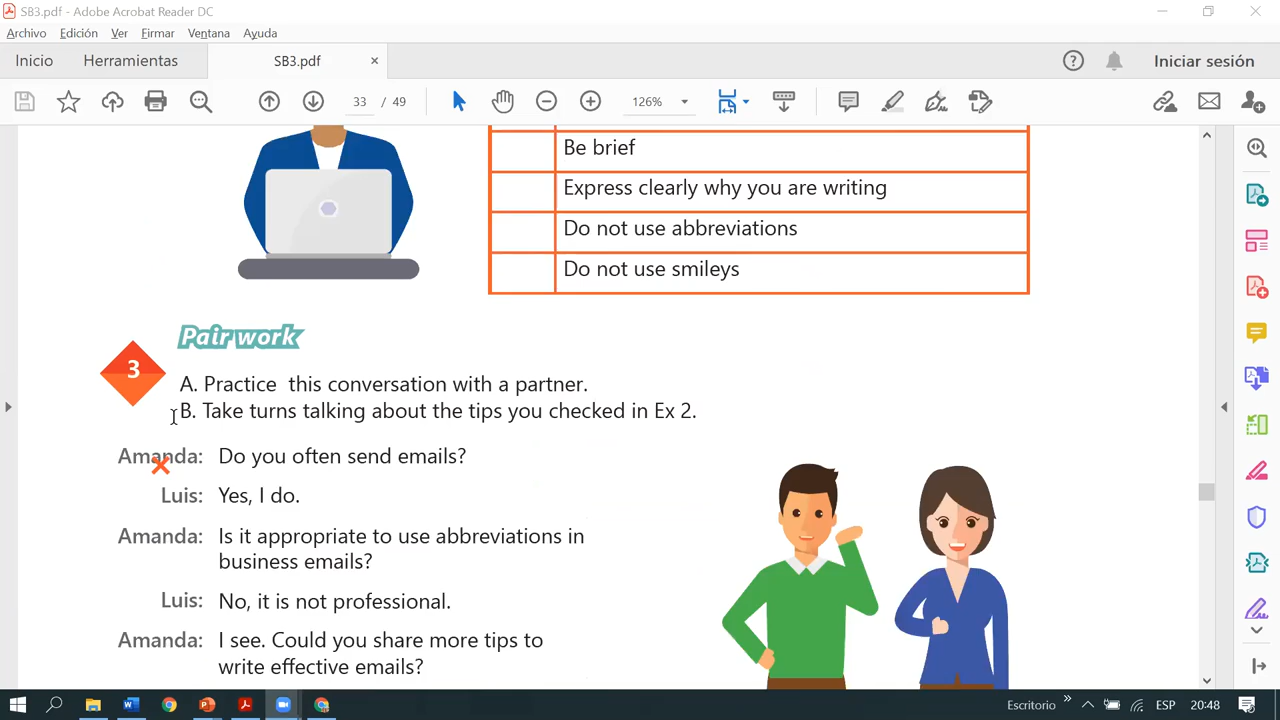 SB3.pdf - Adobe Acrobat Reader DC
Archivo Edición Ver Firmar Ventana Ayuda
Inicio Herramientas SB3.pdf × Iniciar sesión
33 / 49 126%
Be brief
Express clearly why you are writing
Do not use abbreviations
Do not use smileys
Pair work
3
A. Practice this conversation with a partner.
B. Take turns talking about the tips you checked in Ex 2.
Amanda: Do you often send emails?
Luis: Yes, I do.
Amanda: Is it appropriate to use abbreviations in
business emails?
Luis: No, it is not professional.
Amanda: I see. Could you share more tips to
write effective emails?
Escritorio » ESP 20:48